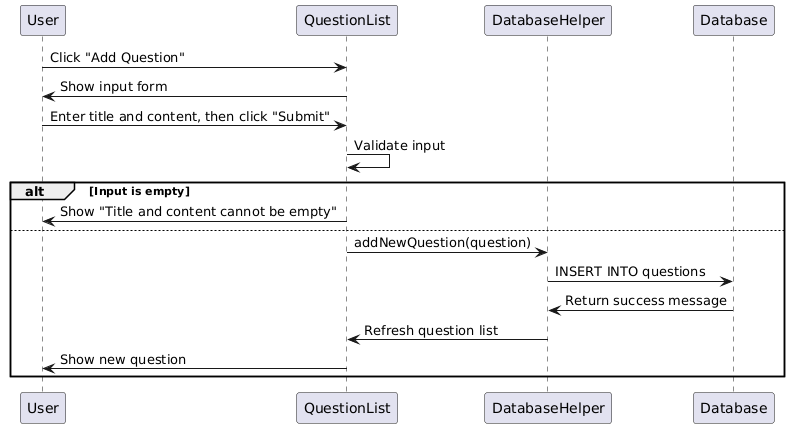 User
QuestionList
DatabaseHelper
Database
Click "Add Question"
Show input form
Enter title and content, then click "Submit"
Validate input
alt
[Input is empty]
Show "Title and content cannot be empty"
addNewQuestion(question)
INSERT INTO questions
Return success message
Refresh question list
Show new question
User
QuestionList
DatabaseHelper
Database